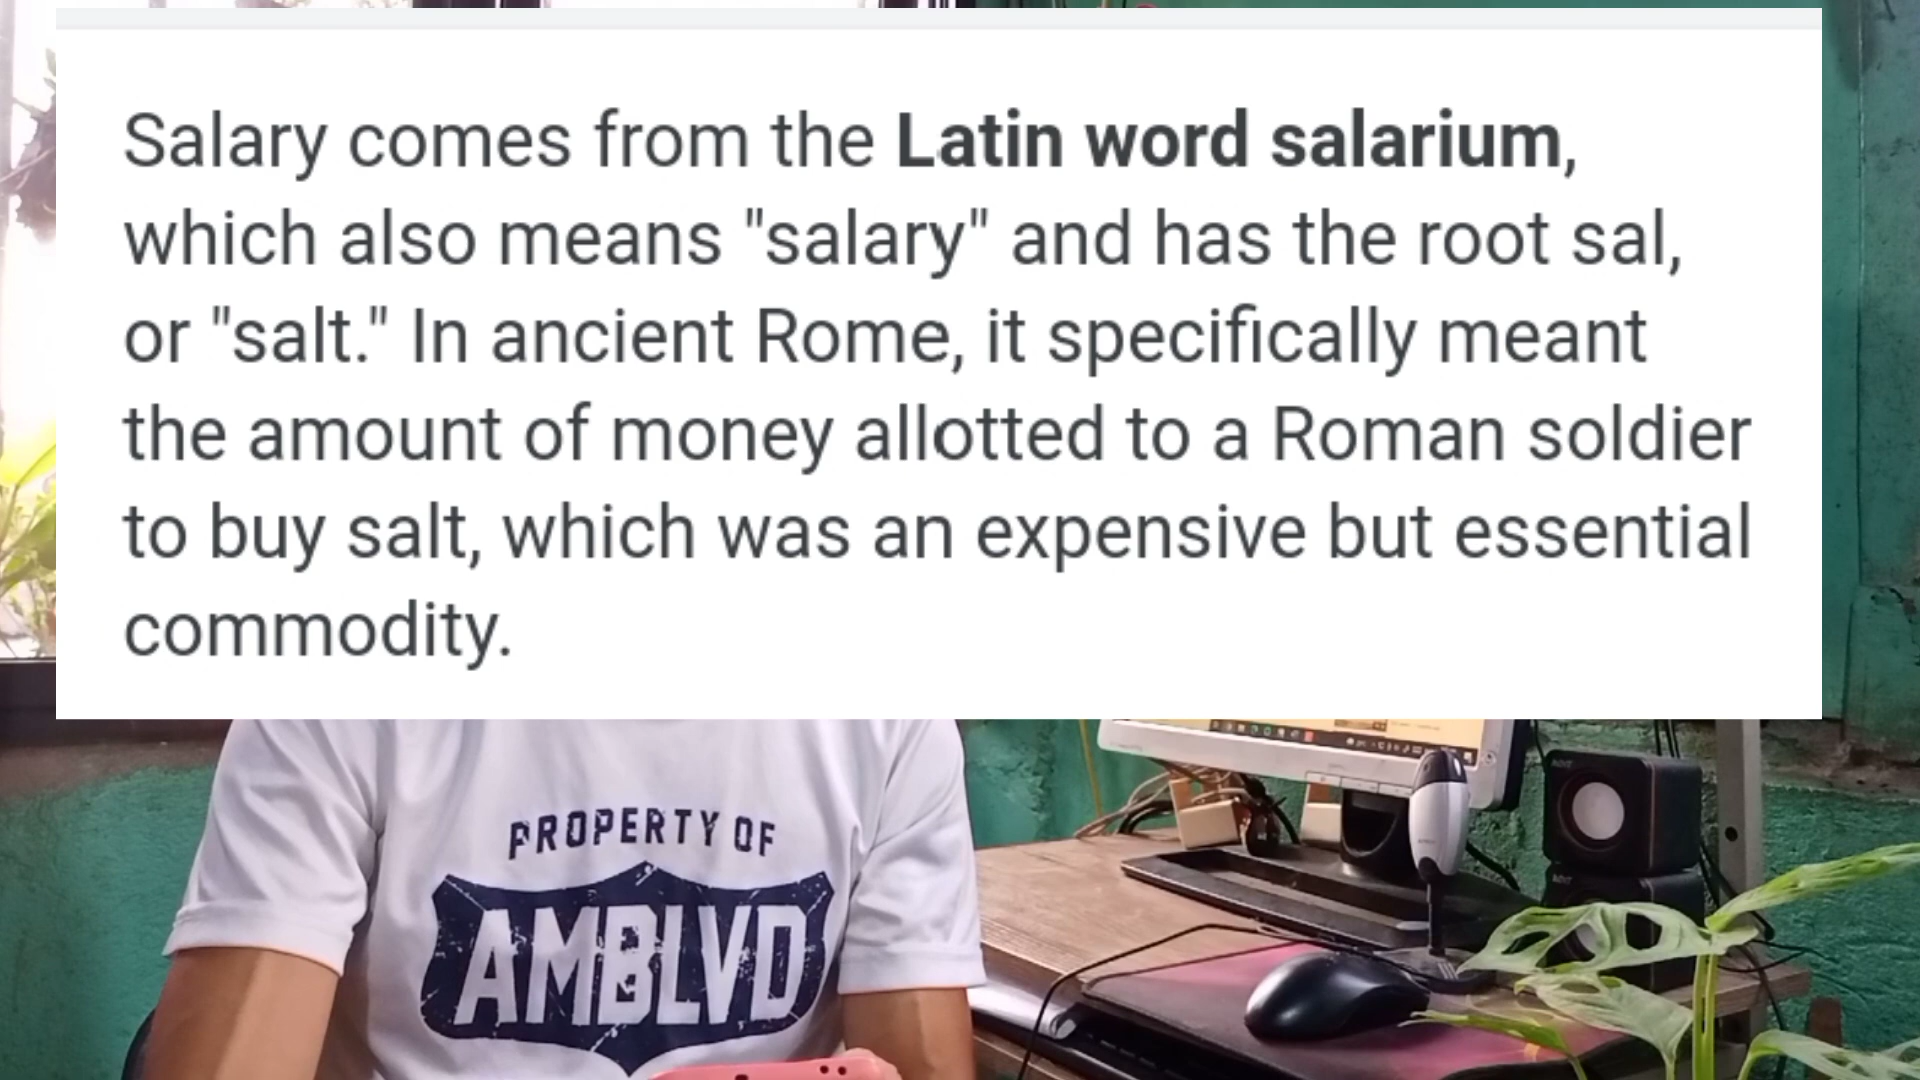 Salary comes from the Latin word salarium,
which also means "salary" and has the root sal,
or "salt." In ancient Rome, it specifically meant
the amount of money allotted to a Roman soldier
to buy salt, which was an expensive but essential
commodity.
PROPERTY OF
AMBLVD